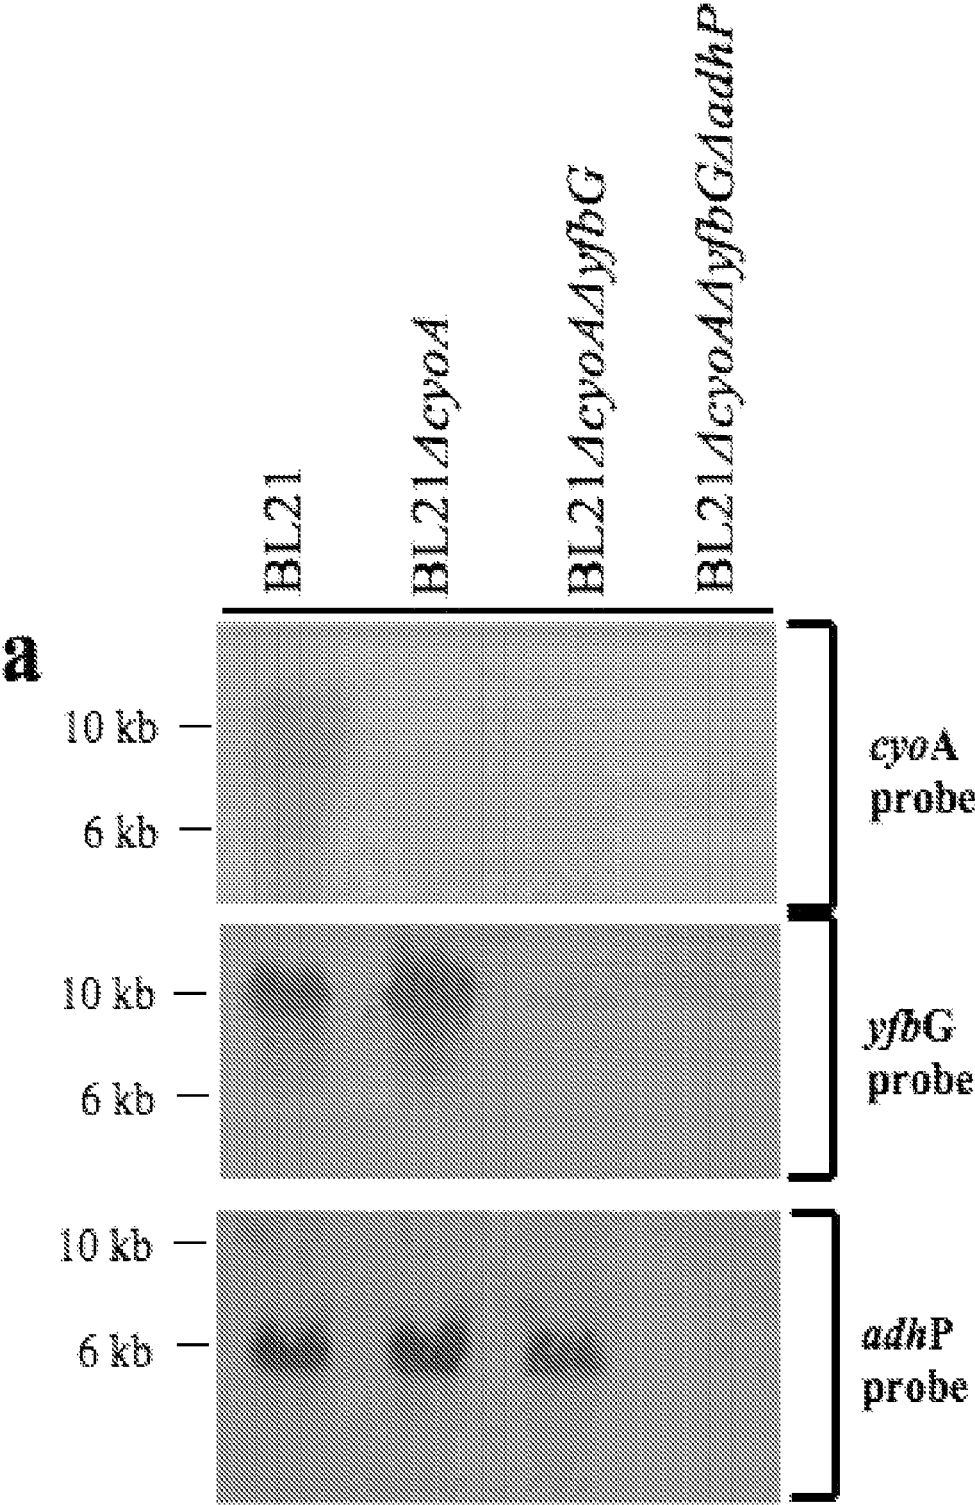 BL21
BL21ΔcyoA
BL21ΔcyoAΔyfbG
BL21ΔcyoAΔyfbGΔadhP
a
10 kb
6 kb
cyoA
probe
10 kb
6 kb
yfbG
probe
10 kb
6 kb
adhP
probe